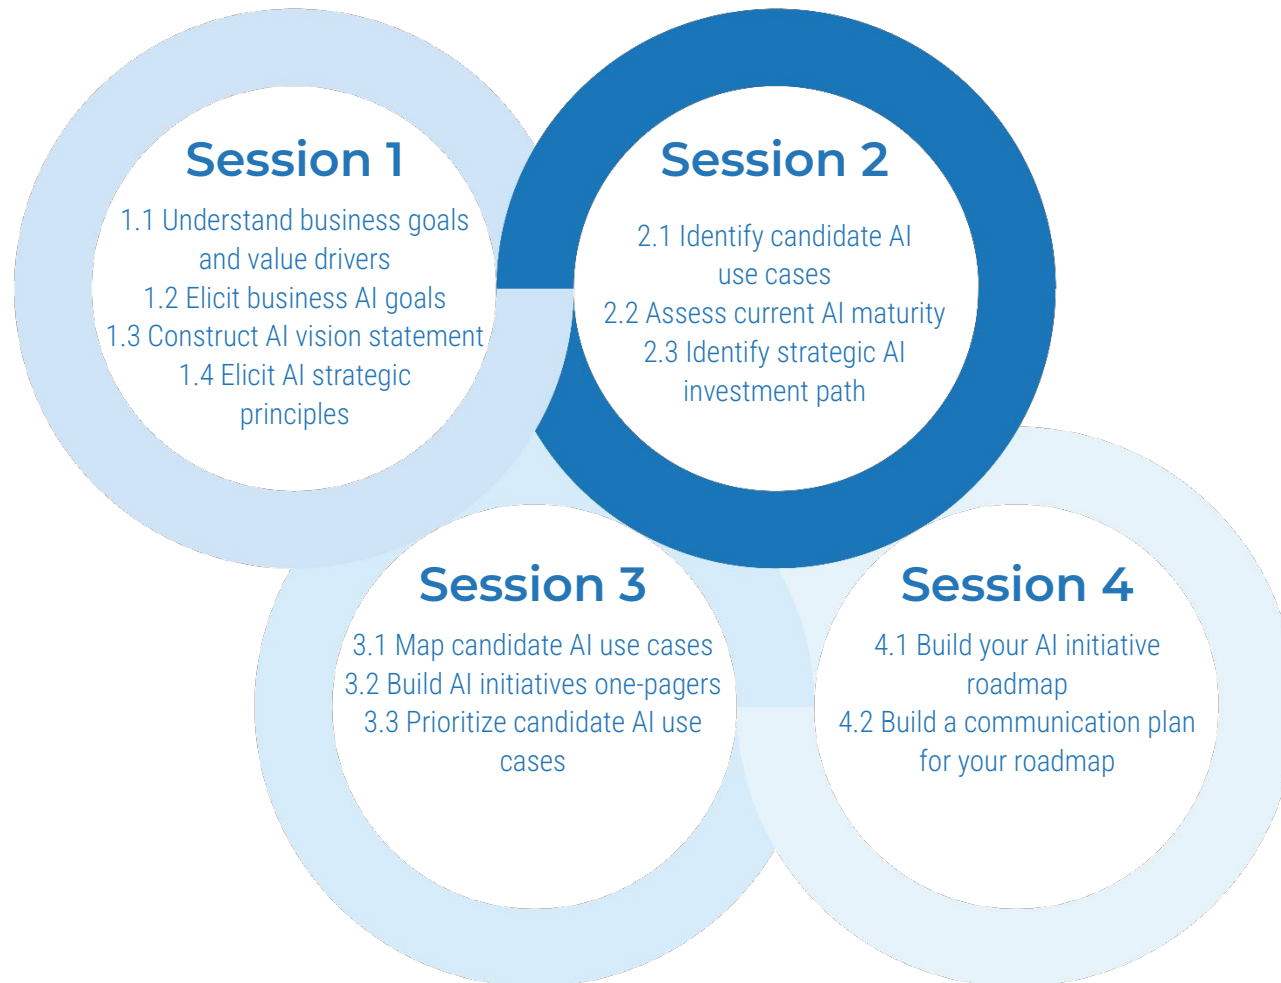 Session 1
1.1 Understand business goals
and value drivers
1.2 Elicit business AI goals
1.3 Construct AI vision statement
1.4 Elicit AI strategic
principles
Session 2
2.1 Identify candidate AI
use cases
2.2 Assess current AI maturity
2.3 Identify strategic AI
investment path
Session 3
3.1 Map candidate AI use cases
3.2 Build AI initiatives one-pagers
3.3 Prioritize candidate AI use
cases
Session 4
4.1 Build your AI initiative
roadmap
4.2 Build a communication plan
for your roadmap